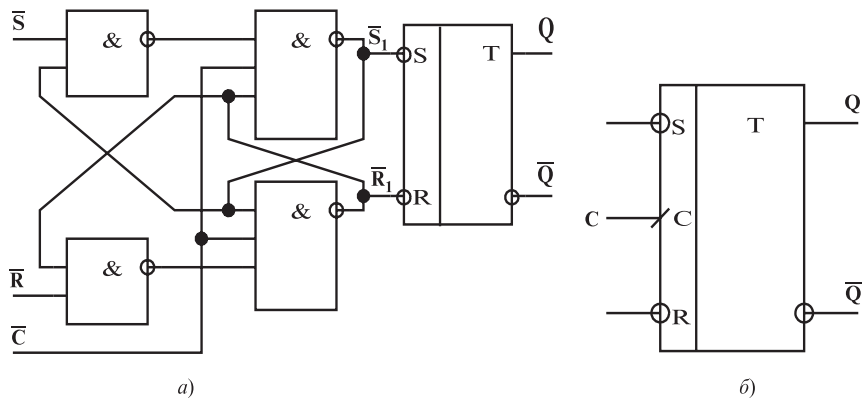 S̅ & & S̅₁ S T Q
R̅₁ R Q̅
R̅ & &
C̅
а)
S T Q
C C
R Q̅
б)